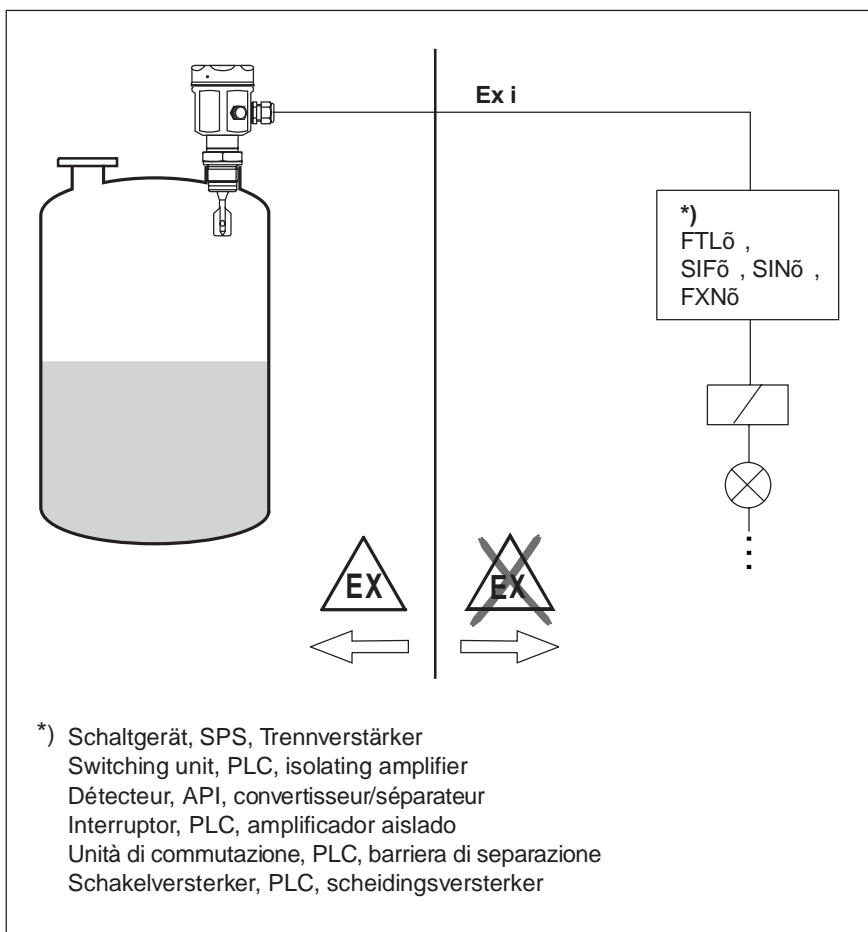 Ex i
*)
FTLõ ,
SIFõ , SINõ ,
FXNõ
EX
EX
*) Schaltgerät, SPS, Trennverstärker
Switching unit, PLC, isolating amplifier
Détecteur, API, convertisseur/séparateur
Interruptor, PLC, amplificador aislado
Unità di commutazione, PLC, barriera di separazione
Schakelversterker, PLC, scheidingsversterker